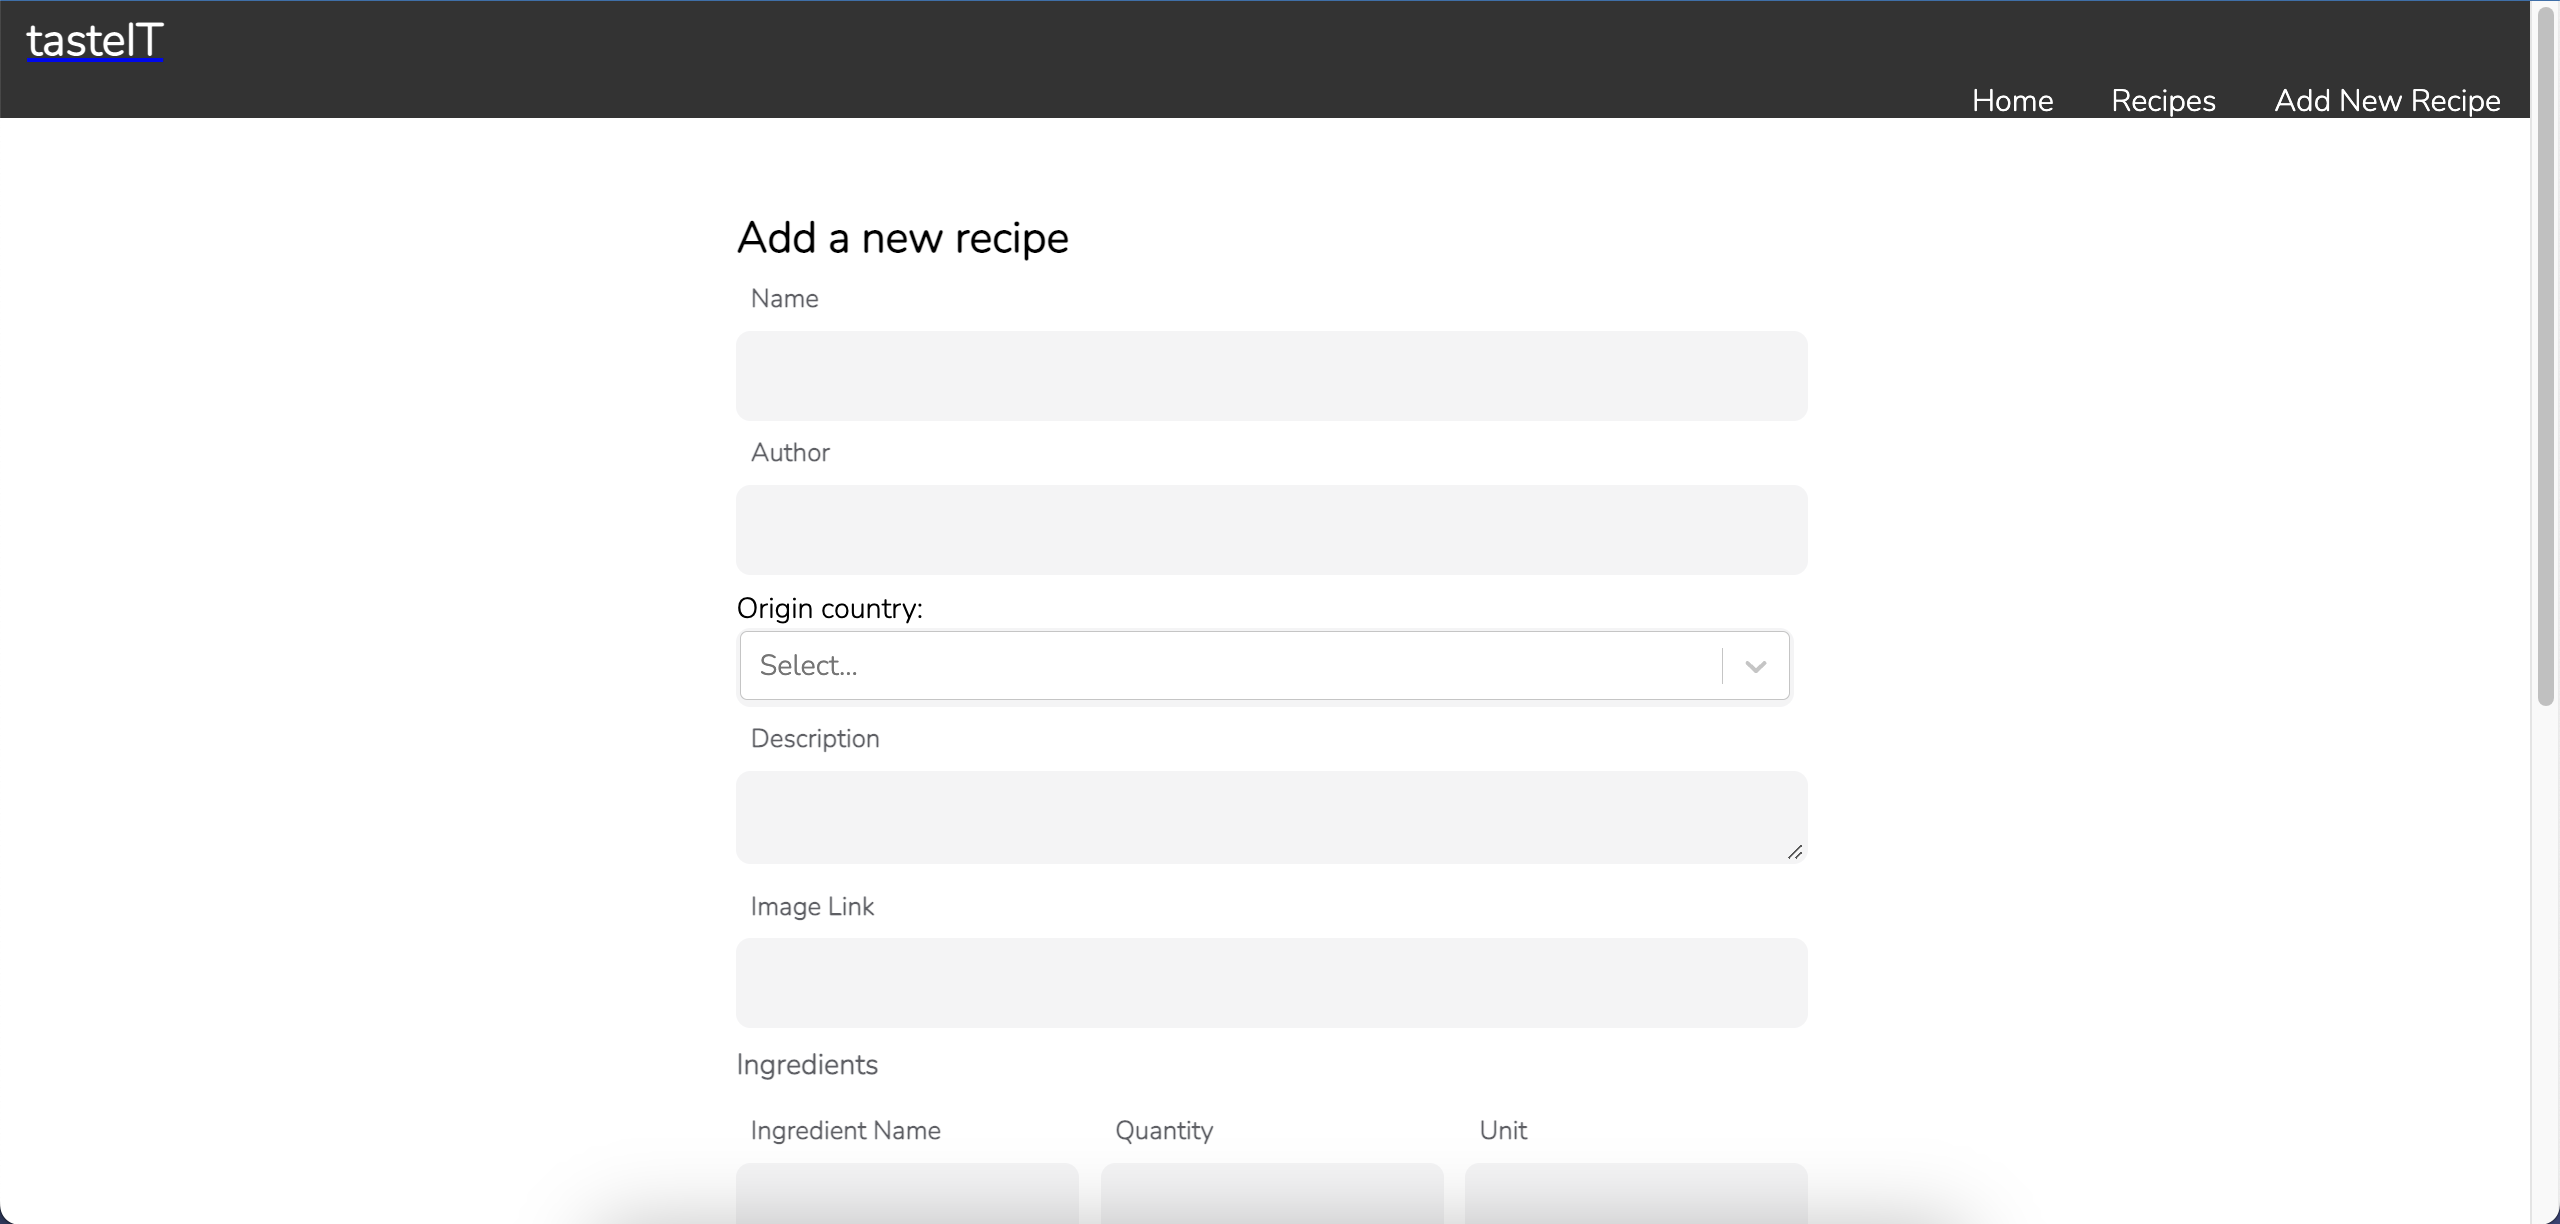 tasteIT
Home Recipes Add New Recipe
Add a new recipe
Name
Author
Origin country:
Select...
Description
Image Link
Ingredients
Ingredient Name Quantity Unit